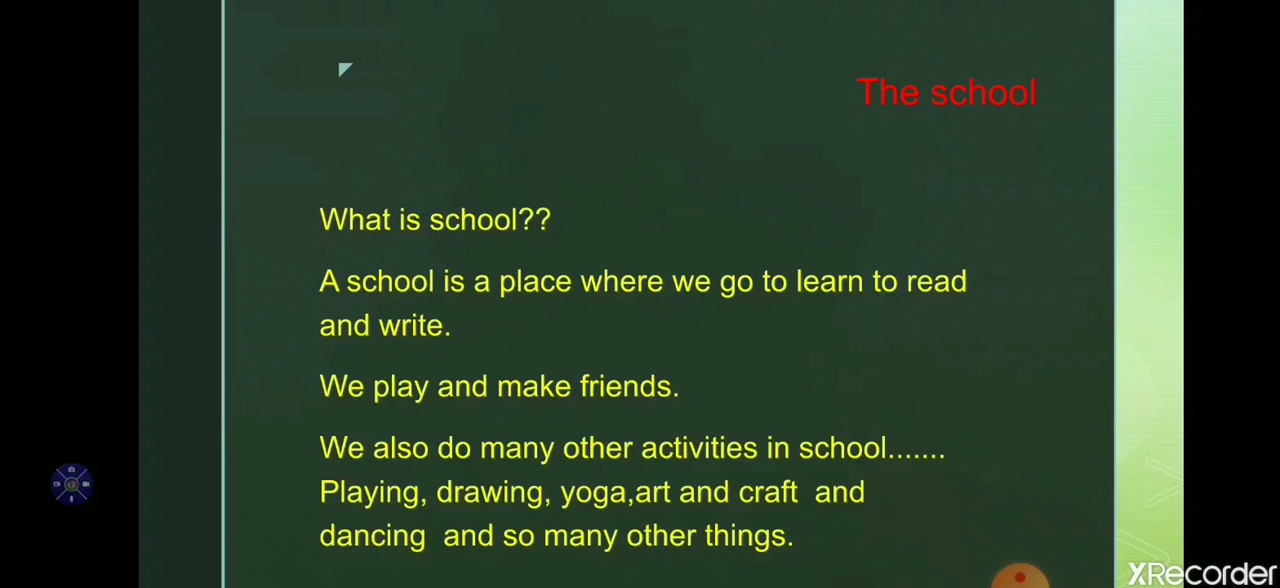 The school
What is school??
A school is a place where we go to learn to read
and write.
We play and make friends.
We also do many other activities in school.......
Playing, drawing, yoga,art and craft  and
dancing  and so many other things.
XRecorder